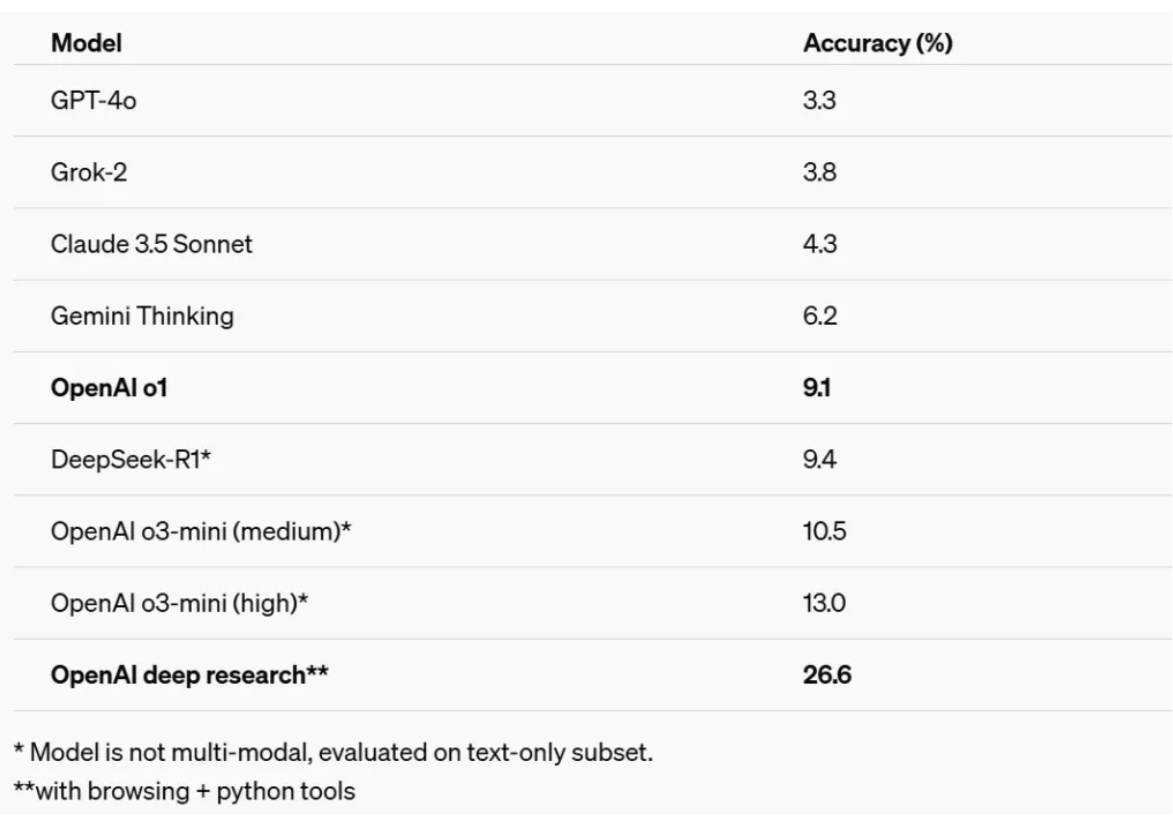 Model Accuracy (%)
GPT-4o 3.3
Grok-2 3.8
Claude 3.5 Sonnet 4.3
Gemini Thinking 6.2
OpenAI o1 9.1
DeepSeek-R1* 9.4
OpenAI o3-mini (medium)* 10.5
OpenAI o3-mini (high)* 13.0
OpenAI deep research** 26.6
* Model is not multi-modal, evaluated on text-only subset.
**with browsing + python tools